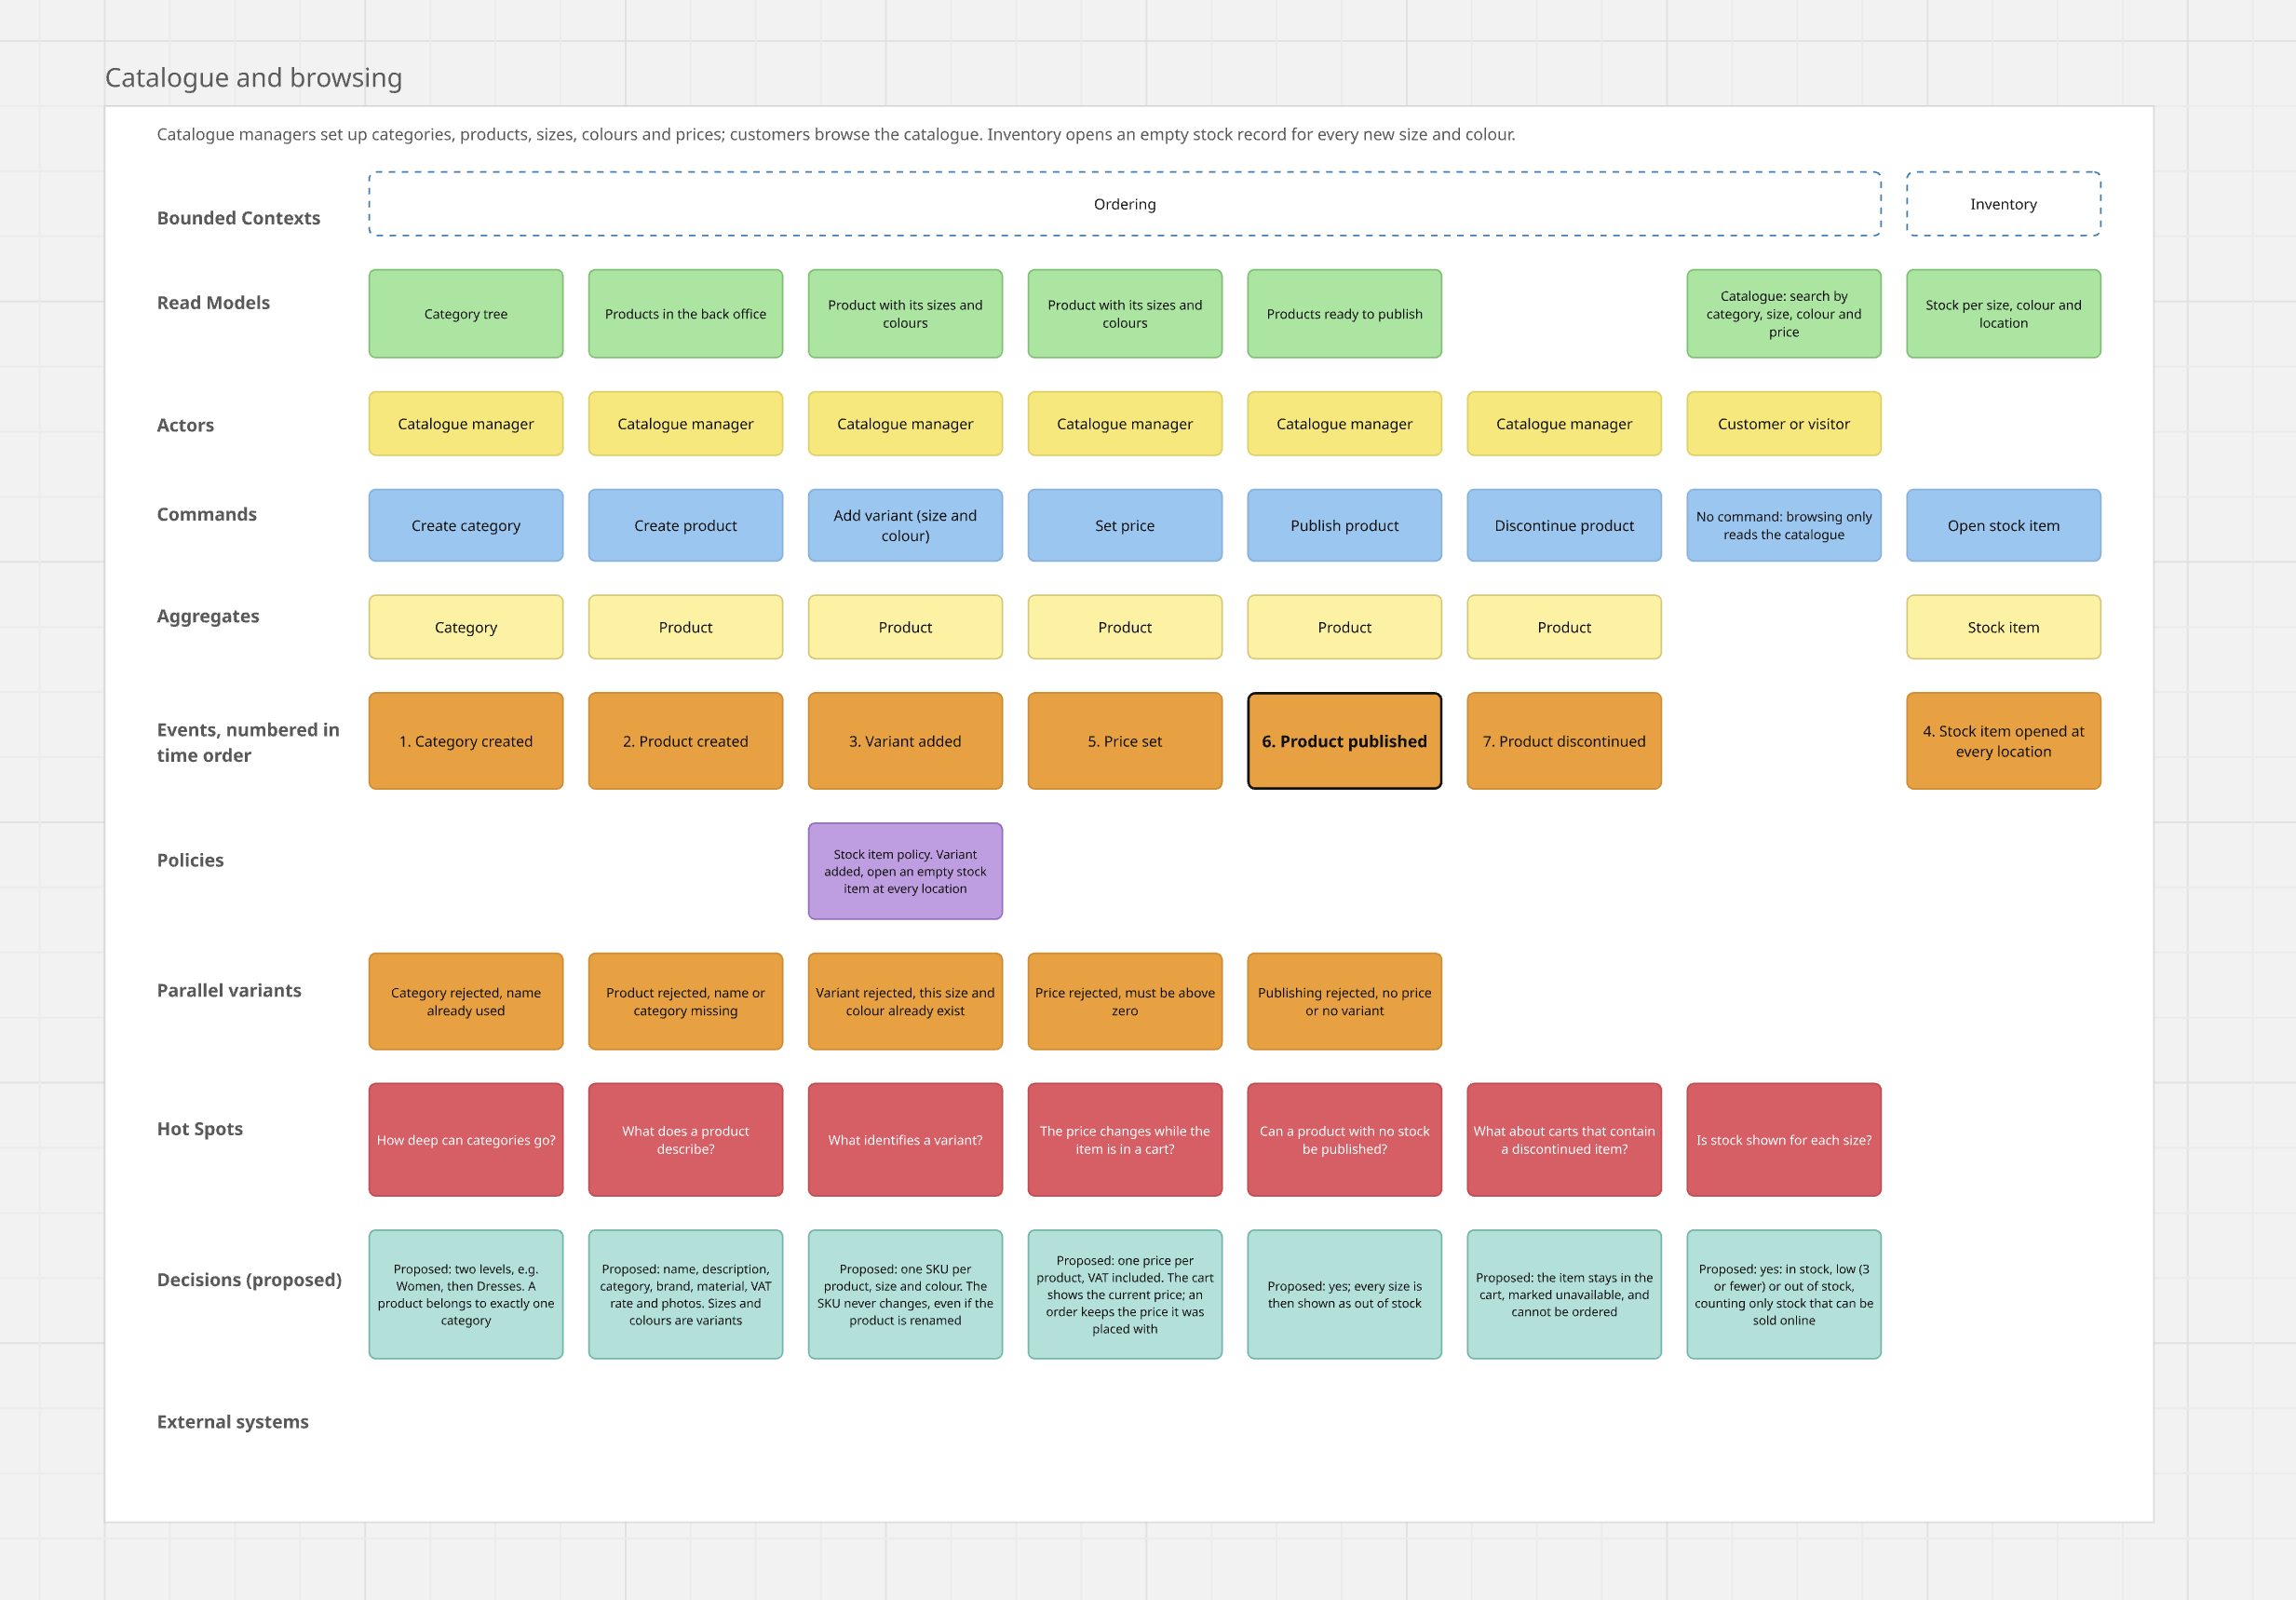 Catalogue and browsing
Catalogue managers set up categories, products, sizes, colours and prices; customers browse the catalogue. Inventory opens an empty stock record for every new size and colour.
Bounded Contexts
Ordering
Inventory
Read Models
Category tree
Products in the back office
Product with its sizes and
colours
Product with its sizes and
colours
Products ready to publish
Catalogue: search by
category, size, colour and
price
Stock per size, colour and
location
Actors
Catalogue manager
Catalogue manager
Catalogue manager
Catalogue manager
Catalogue manager
Catalogue manager
Customer or visitor
Commands
Create category
Create product
Add variant (size and
colour)
Set price
Publish product
Discontinue product
No command: browsing only
reads the catalogue
Open stock item
Aggregates
Category
Product
Product
Product
Product
Product
Stock item
Events, numbered in
time order
1. Category created
2. Product created
3. Variant added
5. Price set
6. Product published
7. Product discontinued
4. Stock item opened at
every location
Policies
Stock item policy. Variant
added, open an empty stock
item at every location
Parallel variants
Category rejected, name
already used
Product rejected, name or
category missing
Variant rejected, this size and
colour already exist
Price rejected, must be above
zero
Publishing rejected, no price
or no variant
Hot Spots
How deep can categories go?
What does a product
describe?
What identifies a variant?
The price changes while the
item is in a cart?
Can a product with no stock
be published?
What about carts that contain
a discontinued item?
Is stock shown for each size?
Decisions (proposed)
Proposed: two levels, e.g.
Women, then Dresses. A
product belongs to exactly one
category
Proposed: name, description,
category, brand, material, VAT
rate and photos. Sizes and
colours are variants
Proposed: one SKU per
product, size and colour. The
SKU never changes, even if the
product is renamed
Proposed: one price per
product, VAT included. The cart
shows the current price; an
order keeps the price it was
placed with
Proposed: yes; every size is
then shown as out of stock
Proposed: the item stays in the
cart, marked unavailable, and
cannot be ordered
Proposed: yes: in stock, low (3
or fewer) or out of stock,
counting only stock that can be
sold online
External systems